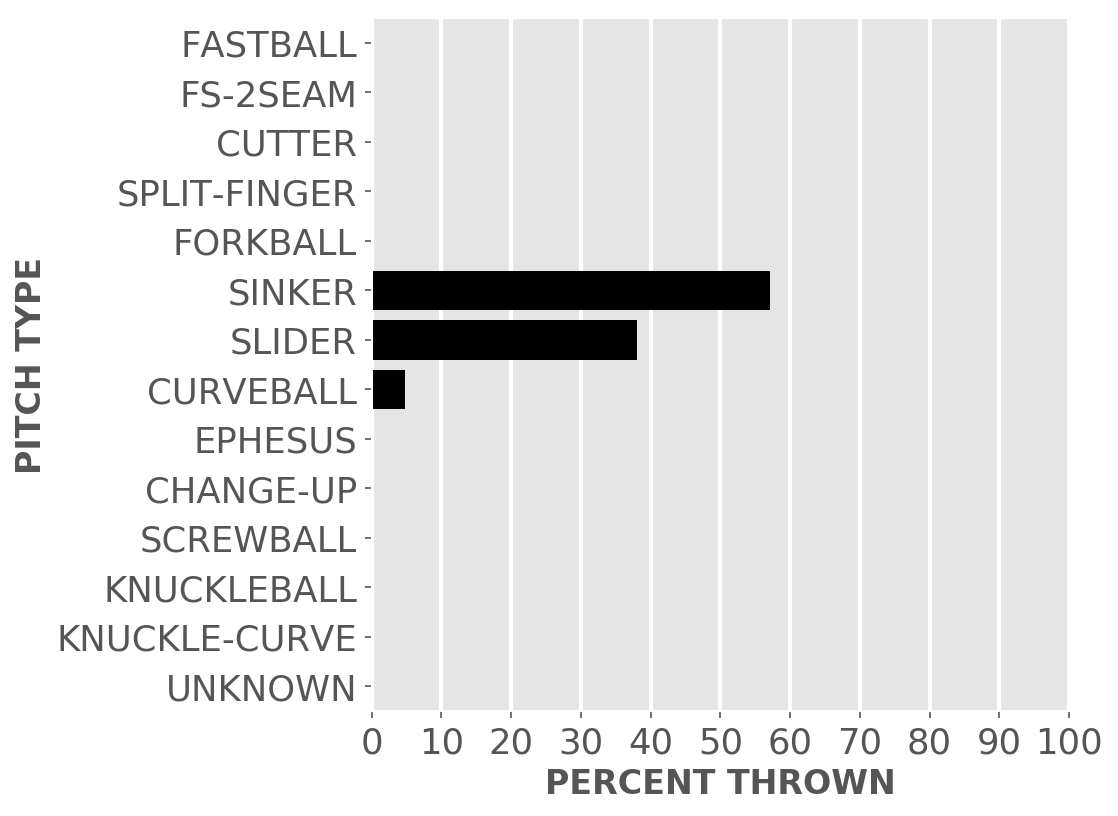 FASTBALL
FS-2SEAM
CUTTER
SPLIT-FINGER
FORKBALL
SINKER
SLIDER
CURVEBALL
EPHESUS
CHANGE-UP
SCREWBALL
KNUCKLEBALL
KNUCKLE-CURVE
UNKNOWN
PITCH TYPE
0 10 20 30 40 50 60 70 80 90 100
PERCENT THROWN